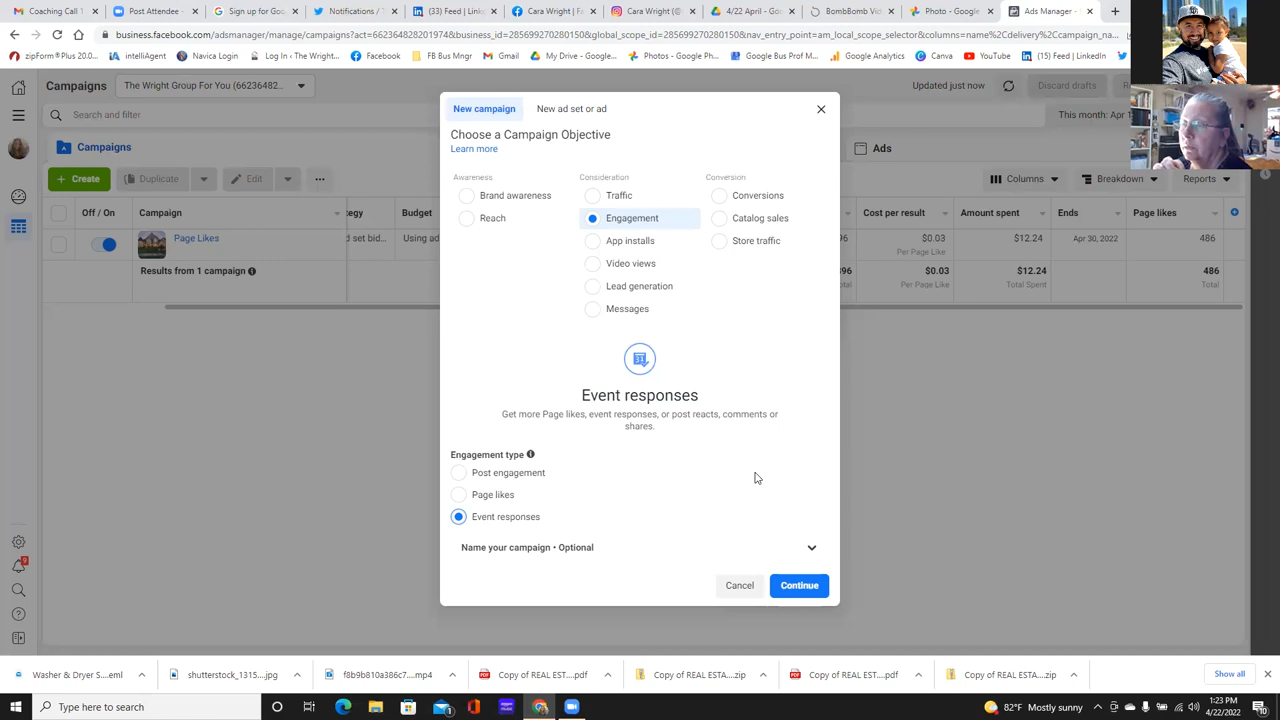 Coaching Call 1
Post Attendee -
Sign up for Go
Twitter
Notifications / T
(31) Feed | Lin
Cara Wright | F
Cara Wright (@
4/22 April - Go
BombBomb Vid
Photo - Google
Ads Manager -
business.facebook.com/adsmanager/manage/campaigns?act=662364828201974&business_id=285699270280150&global_scope_id=285699270280150&nav_entry_point=am_local_scope_selector&columns=name%2Cdelivery%2Ccampaign_na...
zipForm®Plus 20.0...
intelliAgent
Navica Login
I'm In - The Wright...
Facebook
FB Bus Mngr
Gmail
My Drive - Google...
Photos - Google Ph...
Google Bus Prof M...
Google Analytics
Canva
YouTube
(15) Feed | LinkedIn
Campaigns
The Wright Group For You (66236482...
Updated just now
Discard drafts
Search and filter
This month: Apr 1
Campaigns
Ads
Create
Duplicate
Edit
Columns
Breakdown
Reports
Off / On
Campaign
tegy
Budget
Cost per result
Amount spent
Ends
Page likes
Page Likes
st bid...
Using ad
$0.03
$12.24
Apr 30, 2022
486
Per Page Like
Results from 1 campaign
$0.03
$12.24
486
Per Page Like
Total Spent
Total
New campaign
New ad set or ad
Choose a Campaign Objective
Learn more
Awareness
Consideration
Conversion
Brand awareness
Traffic
Conversions
Reach
Engagement
Catalog sales
App installs
Store traffic
Video views
Lead generation
Messages
Event responses
Get more Page likes, event responses, or post reacts, comments or
shares.
Engagement type
Post engagement
Page likes
Event responses
Name your campaign • Optional
Cancel
Continue
Washer & Dryer S....eml
shutterstock_1315...jpg
f8b9b810a386c7....mp4
Copy of REAL EST....pdf
Copy of REAL ESTA....zip
Copy of REAL EST....pdf
Copy of REAL ESTA....zip
Show all
Type here to search
82°F Mostly sunny
1:23 PM
4/22/2022